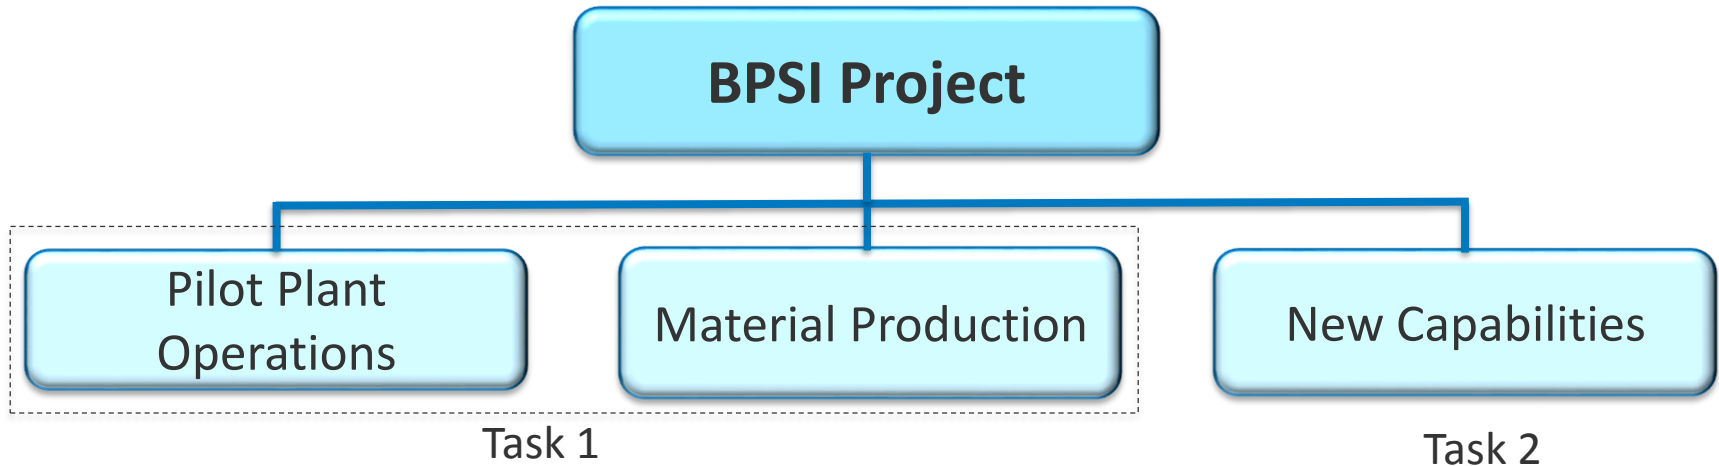 BPSI Project
Pilot Plant
Operations
Material Production
New Capabilities
Task 1
Task 2